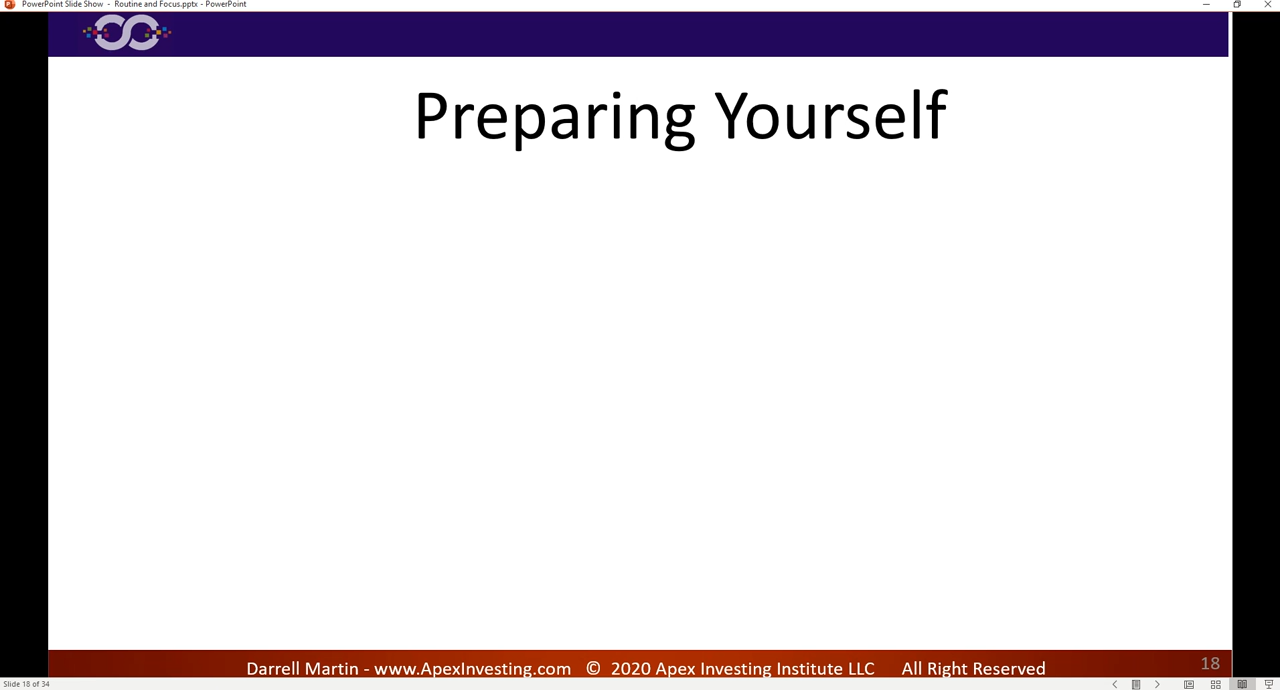 PowerPoint Slide Show - Routine and Focus.pptx - PowerPoint
Preparing Yourself
Darrell Martin - www.ApexInvesting.com © 2020 Apex Investing Institute LLC All Right Reserved
18
Slide 18 of 34